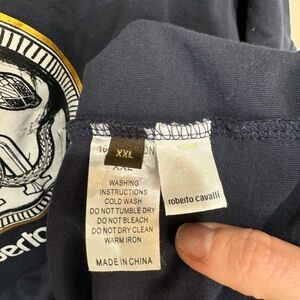 XXL
XXL
WASHING
INSTRUCTIONS
COLD WASH
DO NOT TUMBLE DRY
DO NOT BLEACH
DO NOT DRY CLEAN
WARM IRON
MADE IN CHINA
roberto cavalli